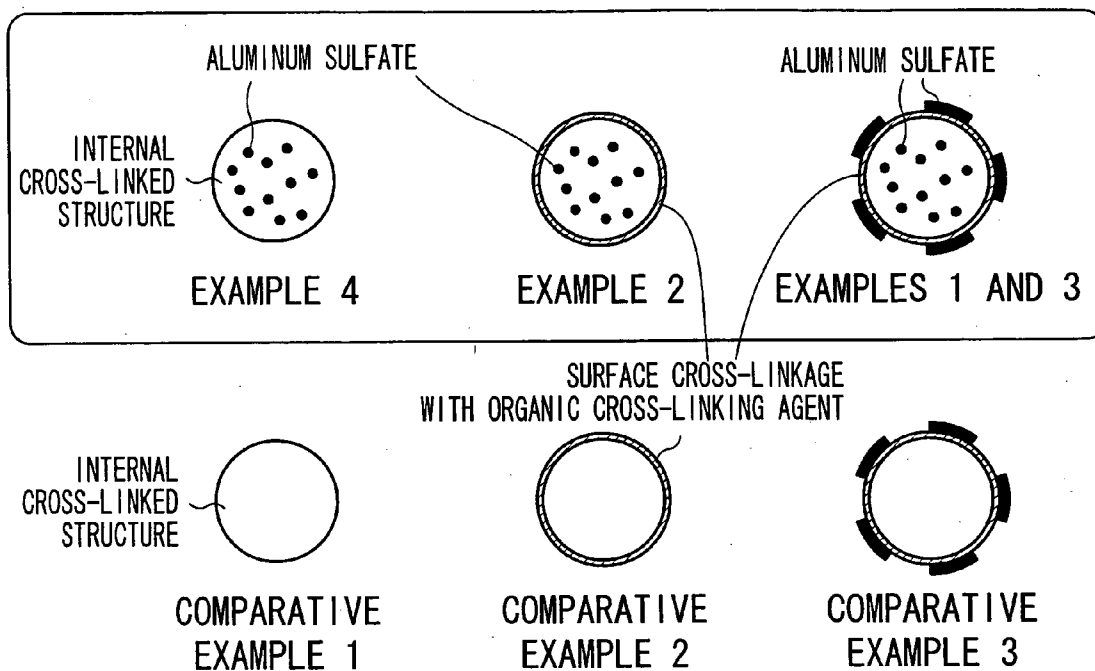 ALUMINUM SULFATE
ALUMINUM SULFATE
INTERNAL
CROSS-LINKED
STRUCTURE
EXAMPLE 4
EXAMPLE 2
EXAMPLES 1 AND 3
SURFACE CROSS-LINKAGE
WITH ORGANIC CROSS-LINKING AGENT
INTERNAL
CROSS-LINKED
STRUCTURE
COMPARATIVE
EXAMPLE 1
COMPARATIVE
EXAMPLE 2
COMPARATIVE
EXAMPLE 3